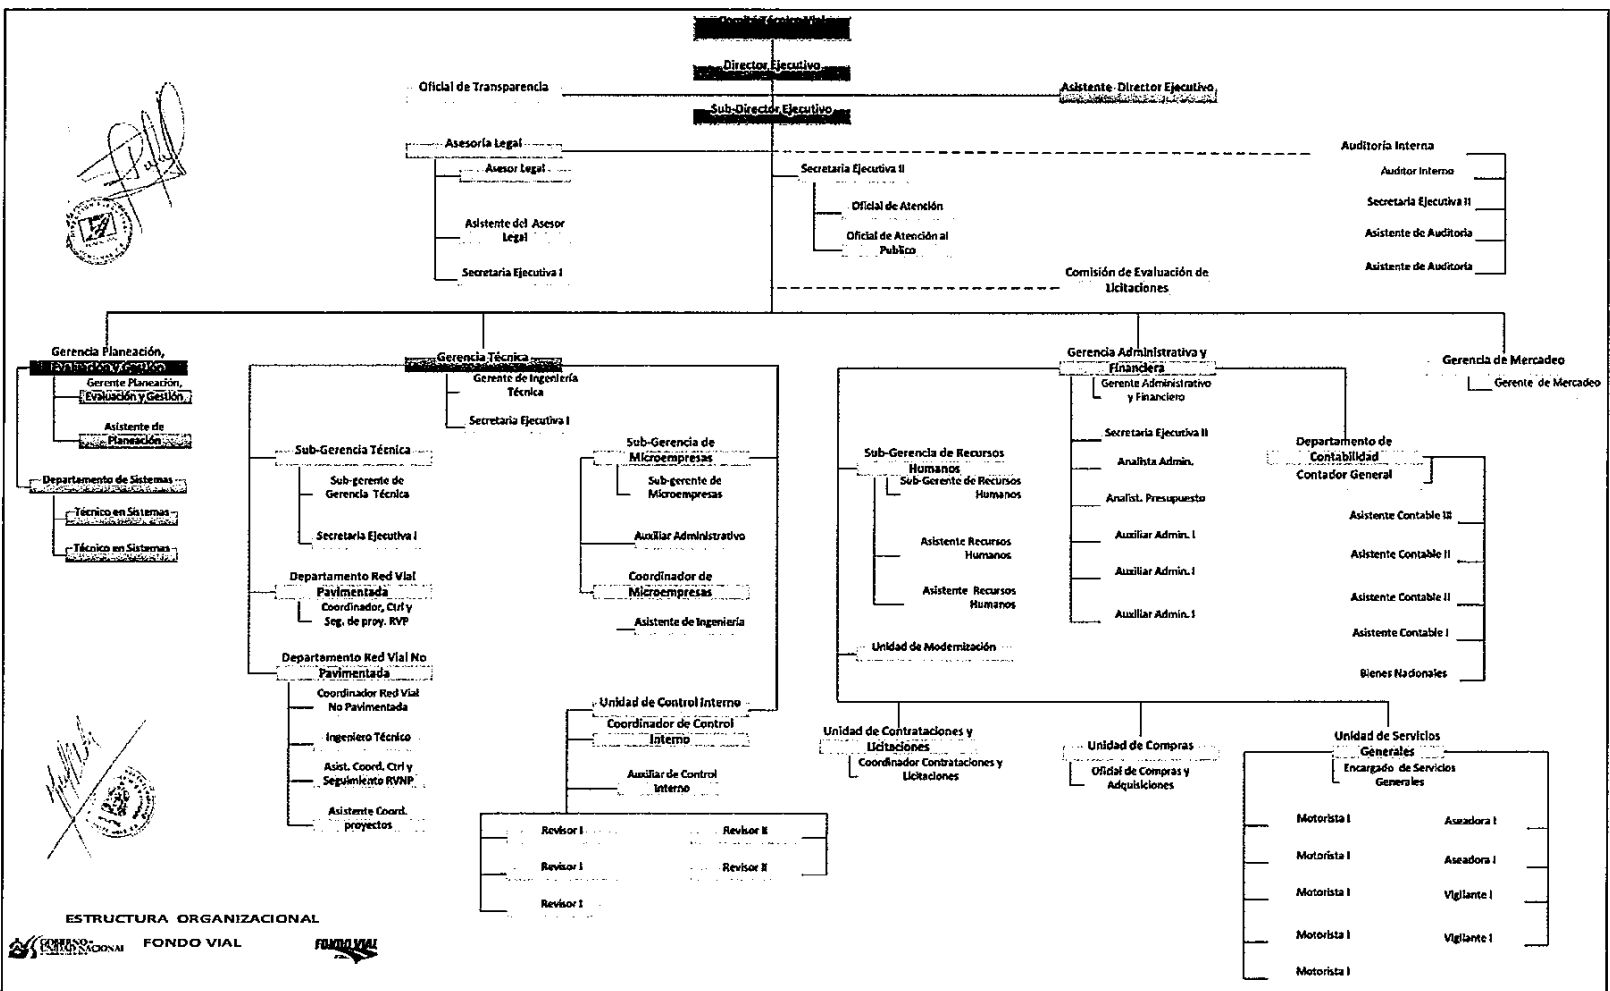 Comité Técnico Vial
Director Ejecutivo
Oficial de Transparencia
Asistente Director Ejecutivo
Sub-Director Ejecutivo
Asesoría Legal
Asesor Legal
Asistente del Asesor
Legal
Secretaria Ejecutiva I
Secretaria Ejecutiva II
Oficial de Atención
Oficial de Atención al
Publico
Auditoría Interna
Auditor Interno
Secretaria Ejecutiva II
Asistente de Auditoria
Asistente de Auditoria
Comisión de Evaluación de
Licitaciones
Gerencia Planeación,
Evaluación y Gestión
Gerente Planeación,
Evaluación y Gestión
Asistente de
Planeación
Departamento de Sistemas
Técnico en Sistemas
Técnico en Sistemas
Gerencia Técnica
Gerente de Ingeniería
Técnica
Secretaria Ejecutiva I
Sub-Gerencia Técnica
Sub-gerente de
Gerencia Técnica
Secretaria Ejecutiva I
Departamento Red Vial
Pavimentada
Coordinador, Ctrl y
Seg. de proy. RVP
Departamento Red Vial No
Pavimentada
Coordinador Red Vial
No Pavimentada
Ingeniero Técnico
Asist. Coord. Ctrl y
Seguimiento RVNP
Asistente Coord.
proyectos
Sub-Gerencia de
Microempresas
Sub-gerente de
Microempresas
Auxiliar Administrativo
Coordinador de
Microempresas
Asistente de Ingeniería
Unidad de Control Interno
Coordinador de Control
Interno
Auxiliar de Control
Interno
Revisor I
Revisor II
Revisor I
Revisor II
Revisor I
Gerencia Administrativa y
Financiera
Gerente Administrativo
y Financiero
Secretaria Ejecutiva II
Analista Admin.
Analist. Presupuesto
Auxiliar Admin. I
Auxiliar Admin. I
Auxiliar Admin. I
Sub-Gerencia de Recursos
Humanos
Sub-Gerente de Recursos
Humanos
Asistente Recursos
Humanos
Asistente Recursos
Humanos
Unidad de Modernización
Departamento de
Contabilidad
Contador General
Asistente Contable III
Asistente Contable II
Asistente Contable II
Asistente Contable I
Bienes Nacionales
Gerencia de Mercadeo
Gerente de Mercadeo
Unidad de Contrataciones y
Licitaciones
Coordinador Contrataciones y
Licitaciones
Unidad de Compras
Oficial de Compras y
Adquisiciones
Unidad de Servicios
Generales
Encargado de Servicios
Generales
Motorista I
Aseadora I
Motorista I
Aseadora I
Motorista I
Vigilante I
Motorista I
Vigilante I
Motorista I
ESTRUCTURA ORGANIZACIONAL
FONDO VIAL
GOBIERNO DE
UNIDAD NACIONAL
FONDO VIAL